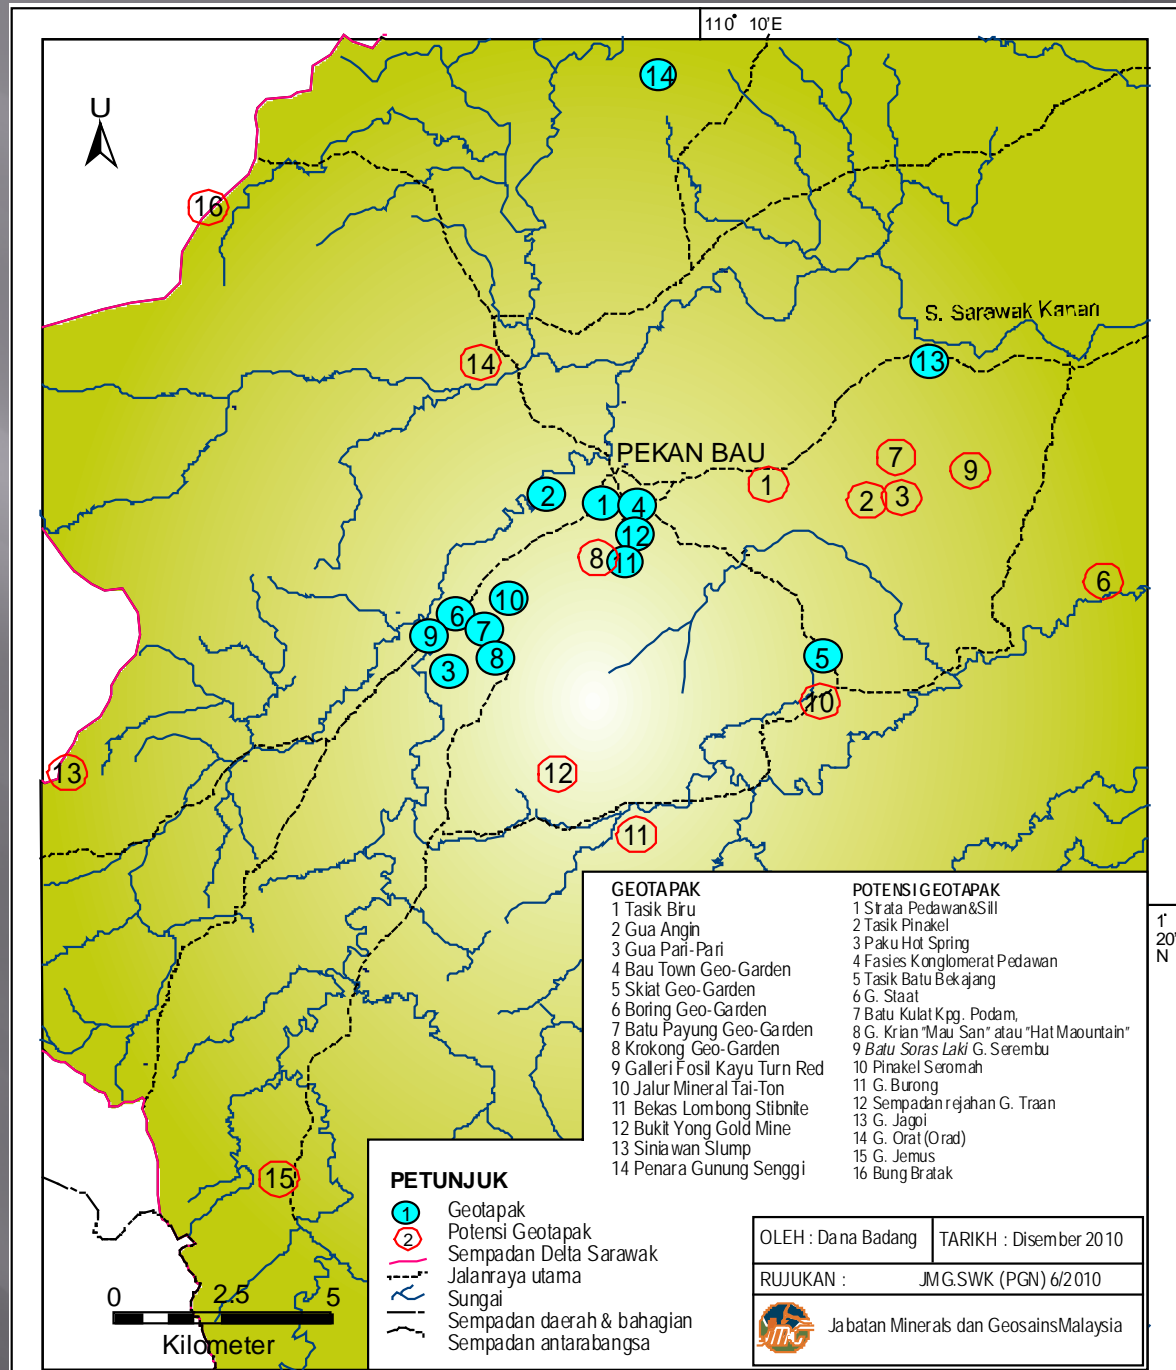 110° 10'E
14
U
16
S. Sarawak Kanan
14
13
PEKAN BAU
7
9
1
2
3
2
1
4
12
8
11
6
10
6
7
9
8
3
5
10
13
12
11
15
1°
20'
N
GEOTAPAK
1 Tasik Biru
2 Gua Angin
3 Gua Pari-Pari
4 Bau Town Geo-Garden
5 Skiat Geo-Garden
6 Boring Geo-Garden
7 Batu Payung Geo-Garden
8 Krokong Geo-Garden
9 Galleri Fosil Kayu Turn Red
10 Jalur Mineral Tai-Ton
11 Bekas Lombong Stibnite
12 Bukit Yong Gold Mine
13 Siniawan Slump
14 Penara Gunung Senggi
POTENSI GEOTAPAK
1 Strata Pedawan&Sill
2 Tasik Pinakel
3 Paku Hot Spring
4 Fasies Konglomerat Pedawan
5 Tasik Batu Bekajang
6 G. Staat
7 Batu Kulat Kpg. Podam,
8 G. Krian "Mau San" atau "Hat Maountain"
9 Batu Soras Laki G. Serembu
10 Pinakel Seromah
11 G. Burong
12 Sempadan rejahan G. Traan
13 G. Jagoi
14 G. Orat (Orad)
15 G. Jemus
16 Bung Bratak
PETUNJUK
1 Geotapak
2 Potensi Geotapak
Sempadan Delta Sarawak
Jalanraya utama
Sungai
Sempadan daerah & bahagian
Sempadan antarabangsa
0 2.5 5
Kilometer
OLEH : Dana Badang TARIKH : Disember 2010
RUJUKAN : JMG.SWK (PGN) 6/2010
JMG
Jabatan Minerals dan GeosainsMalaysia